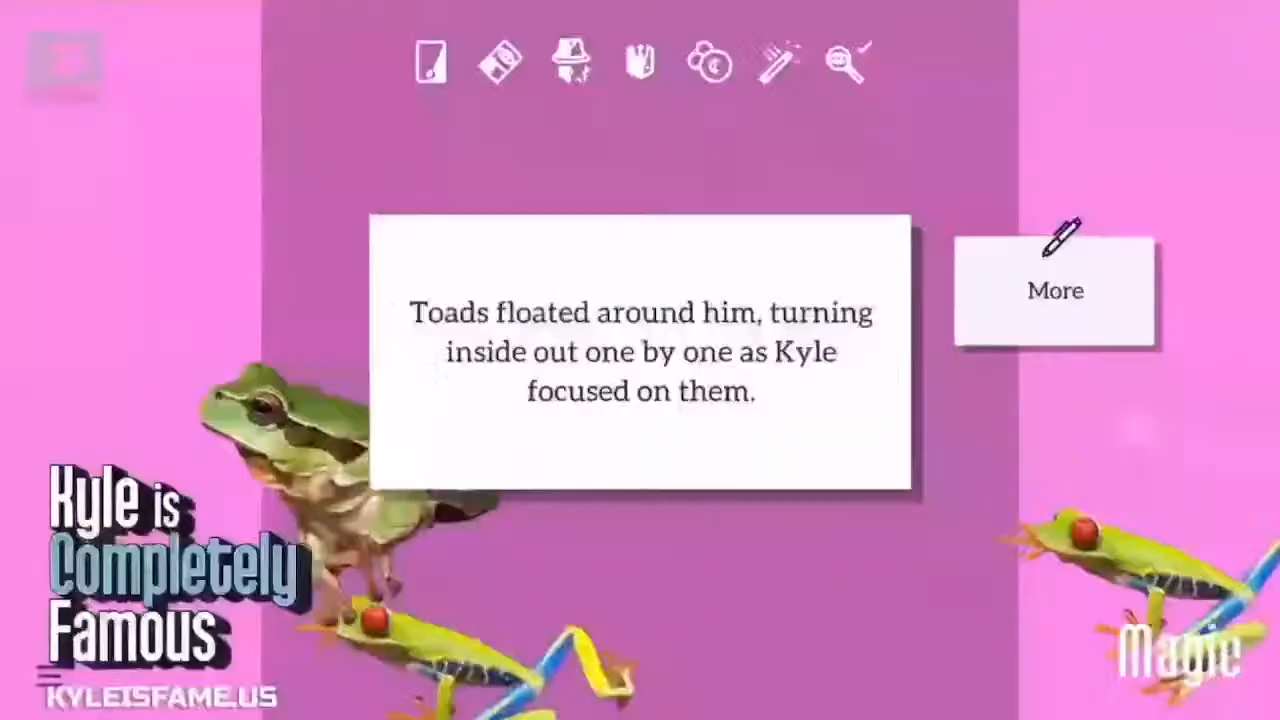 Toads floated around him, turning
inside out one by one as Kyle
focused on them.
More
Kyle is
Completely
Famous
KYLEISFAME.US
Magic